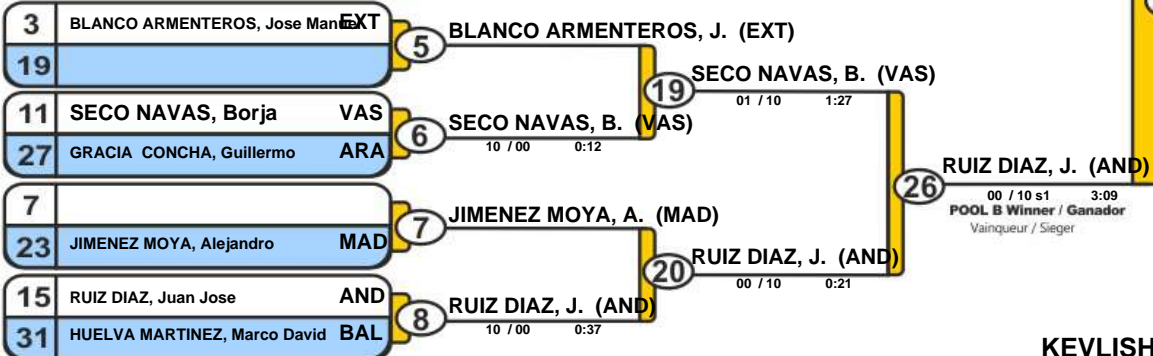 3 BLANCO ARMENTEROS, Jose Manuel EXT
19
5 BLANCO ARMENTEROS, J. (EXT)
11 SECO NAVAS, Borja VAS
27 GRACIA CONCHA, Guillermo ARA
6 SECO NAVAS, B. (VAS)
10 / 00 0:12
19 SECO NAVAS, B. (VAS)
01 / 10 1:27
7
23 JIMENEZ MOYA, Alejandro MAD
7 JIMENEZ MOYA, A. (MAD)
15 RUIZ DIAZ, Juan Jose AND
31 HUELVA MARTINEZ, Marco David BAL
8 RUIZ DIAZ, J. (AND)
10 / 00 0:37
20 RUIZ DIAZ, J. (AND)
00 / 10 0:21
26 RUIZ DIAZ, J. (AND)
00 / 10 s1 3:09
POOL B Winner / Ganador
Vainqueur / Sieger
KEVLISH